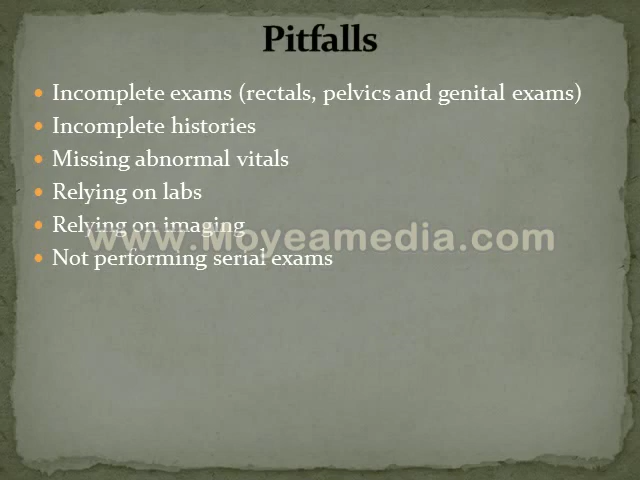 Pitfalls
Incomplete exams (rectals, pelvics and genital exams)
Incomplete histories
Missing abnormal vitals
Relying on labs
Relying on imaging
www.Moyeamedia.com
Not performing serial exams